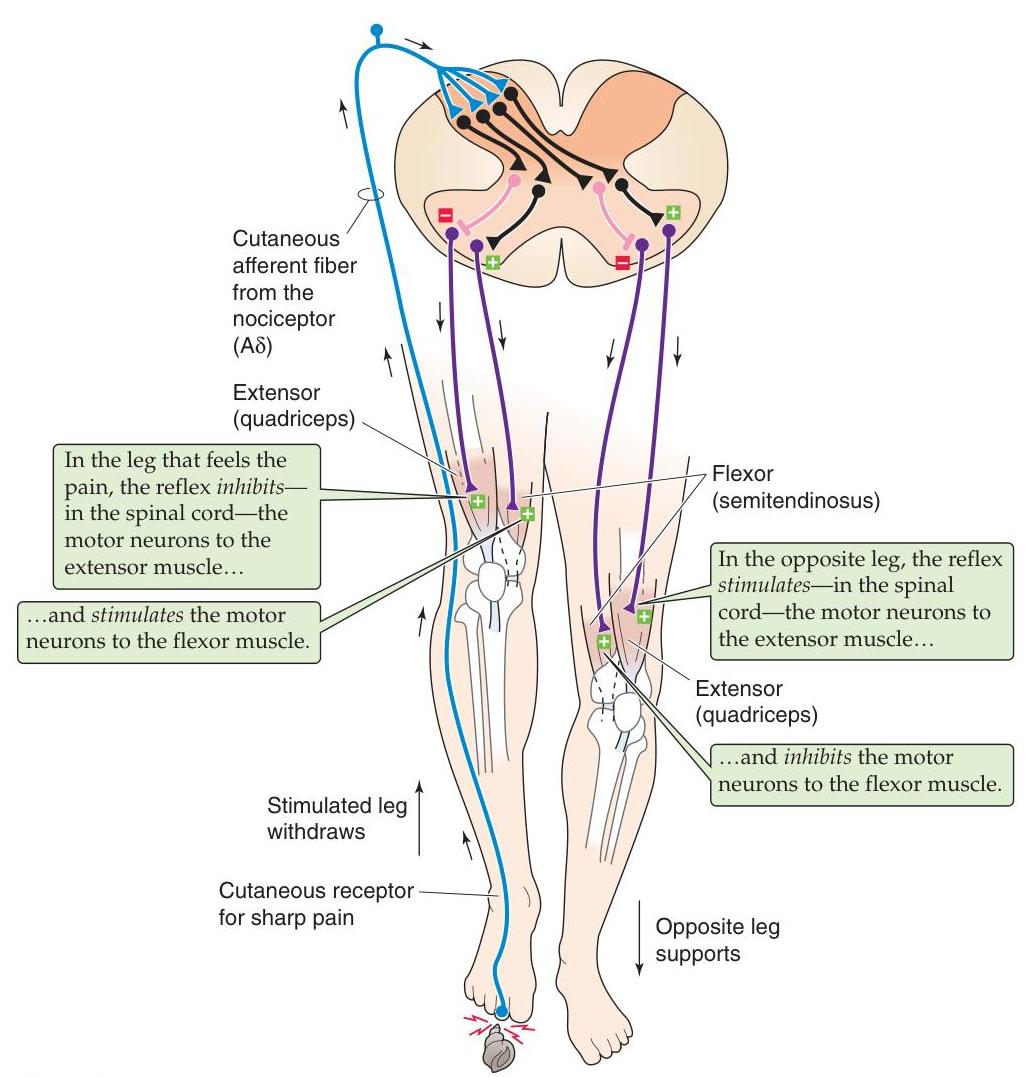 Cutaneous
afferent fiber
from the
nociceptor
(Aδ)
Extensor
(quadriceps)
In the leg that feels the
pain, the reflex inhibits—
in the spinal cord—the
motor neurons to the
extensor muscle…
…and stimulates the motor
neurons to the flexor muscle.
Flexor
(semitendinosus)
In the opposite leg, the reflex
stimulates—in the spinal
cord—the motor neurons to
the extensor muscle…
Extensor
(quadriceps)
…and inhibits the motor
neurons to the flexor muscle.
Stimulated leg
withdraws
Cutaneous receptor
for sharp pain
Opposite leg
supports